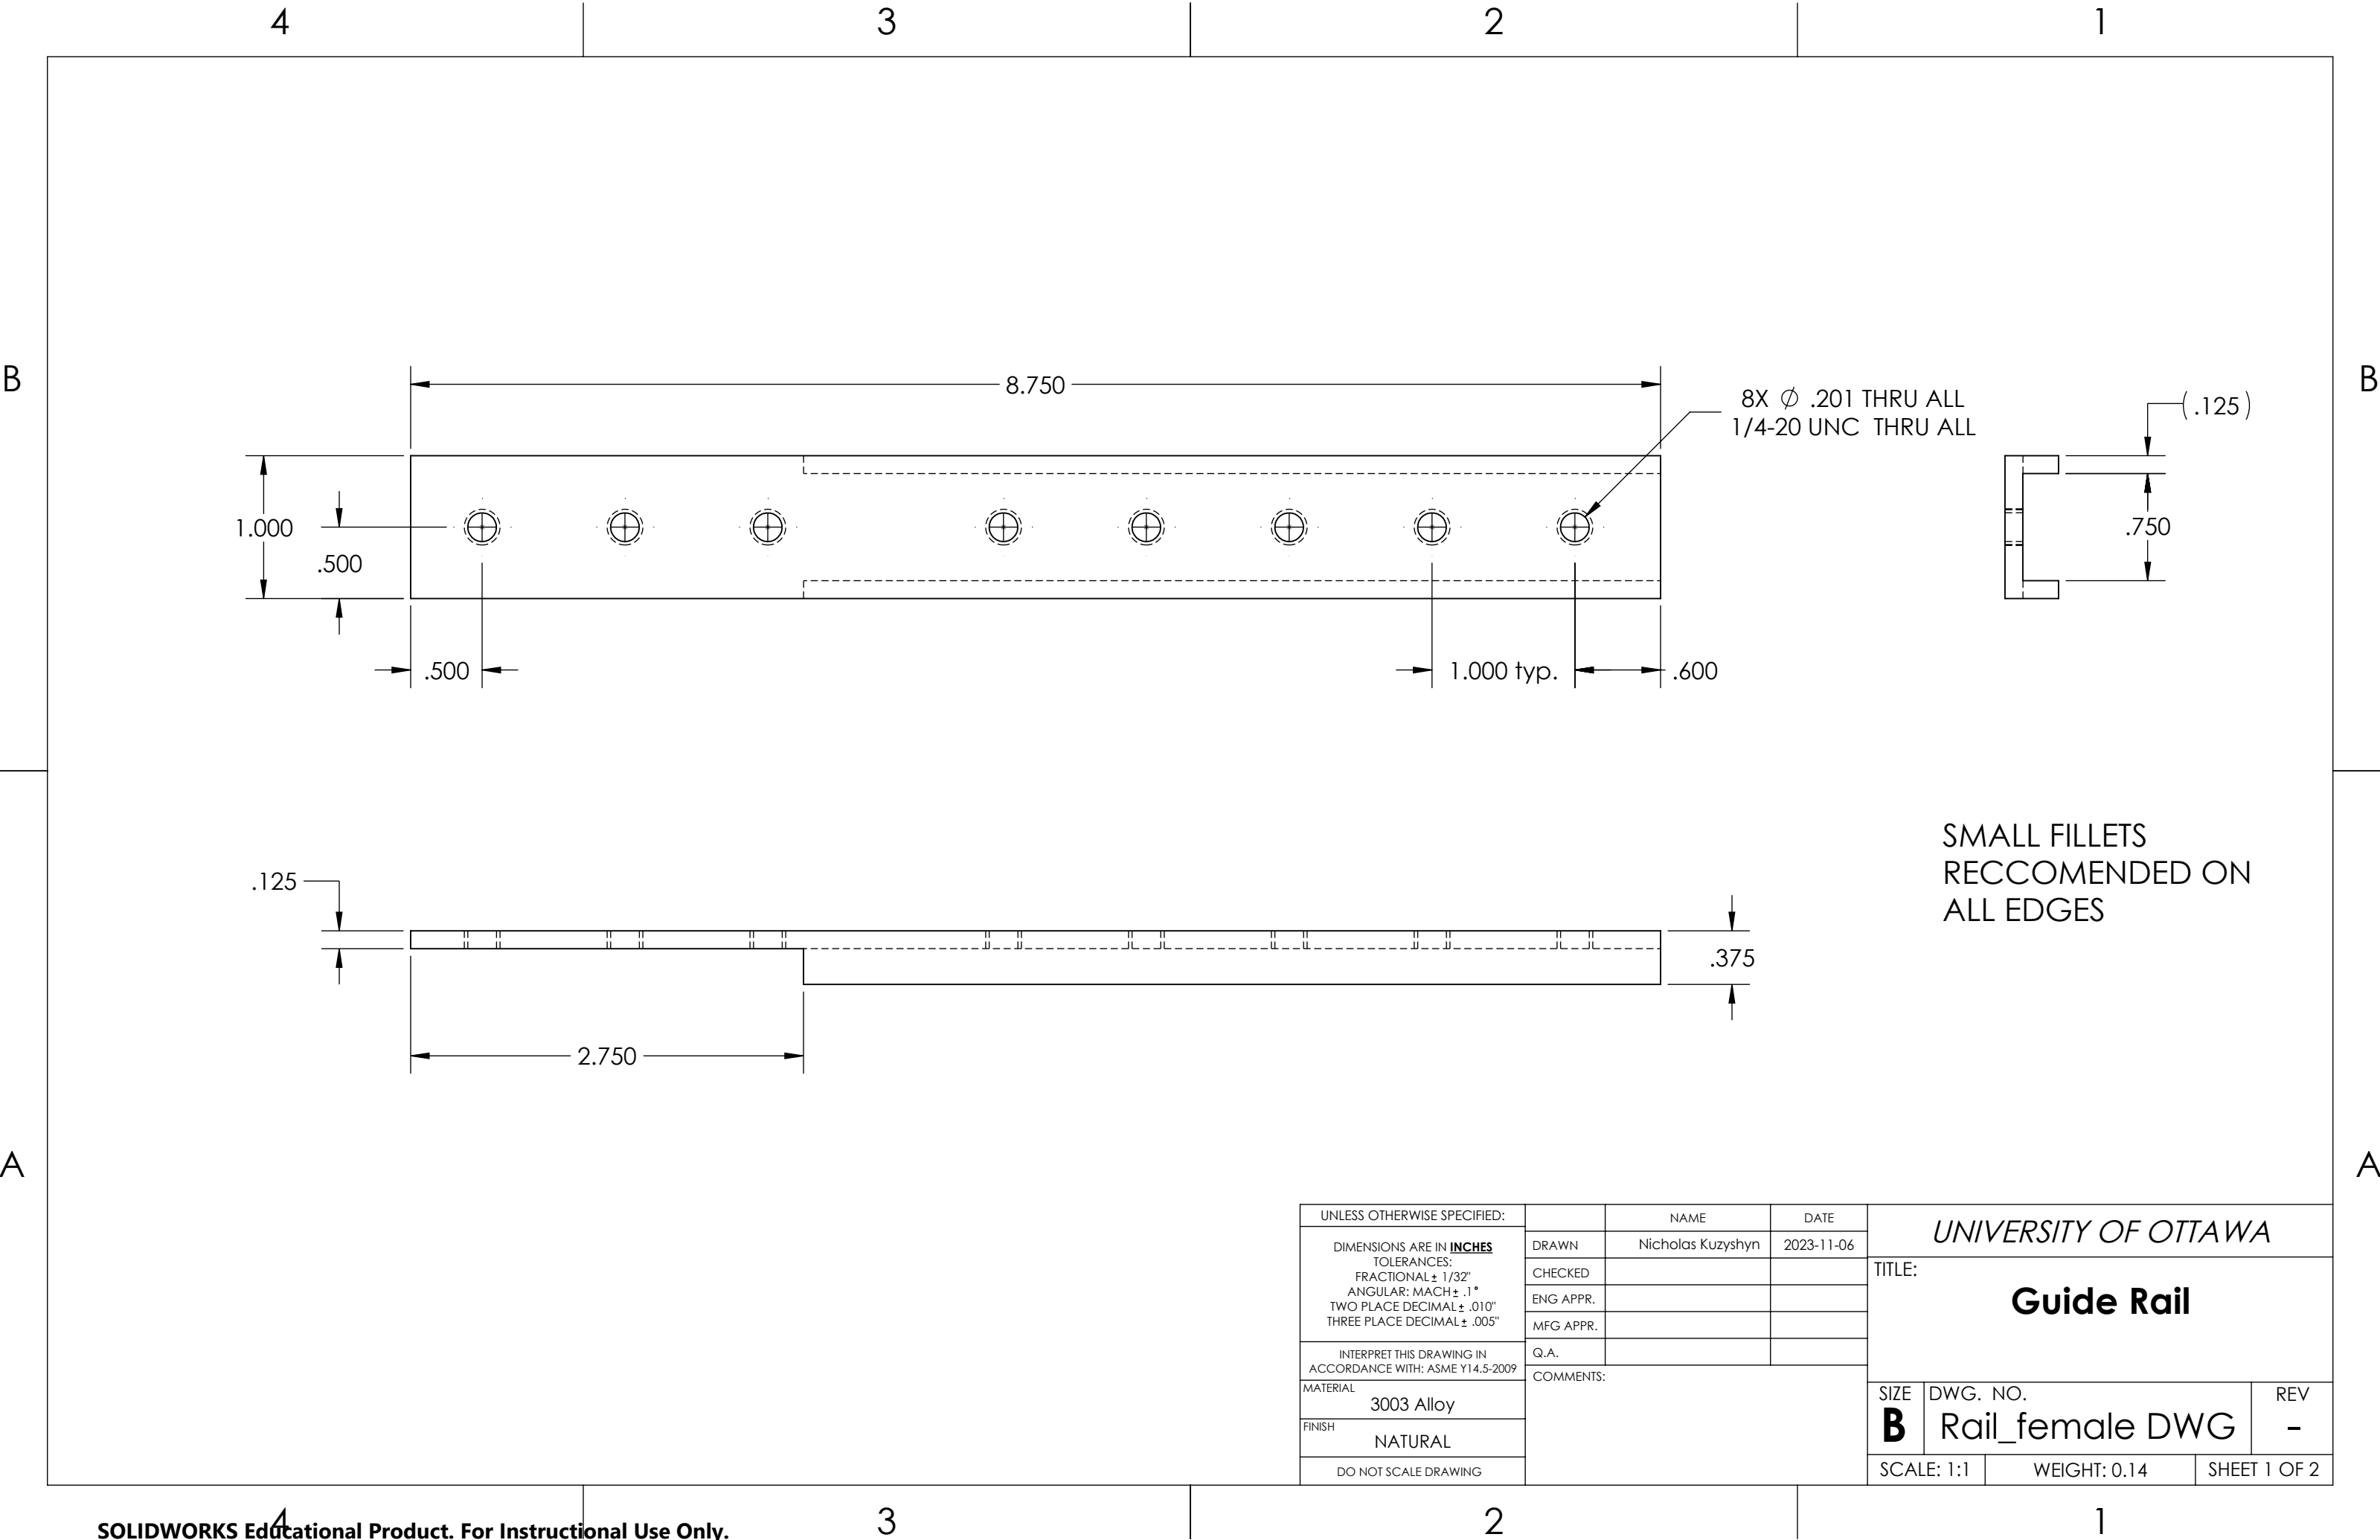 4 3 2 1
B B
8.750
8X ⌀ .201 THRU ALL
1/4-20 UNC THRU ALL
(.125)
1.000
.500
.750
.500
1.000 typ.
.600
SMALL FILLETS
RECCOMENDED ON
ALL EDGES
.125
.375
2.750
A A
UNLESS OTHERWISE SPECIFIED:
DIMENSIONS ARE IN INCHES
TOLERANCES:
FRACTIONAL± 1/32"
ANGULAR: MACH± .1°
TWO PLACE DECIMAL± .010"
THREE PLACE DECIMAL± .005"
INTERPRET THIS DRAWING IN
ACCORDANCE WITH: ASME Y14.5-2009
MATERIAL
3003 Alloy
FINISH
NATURAL
DO NOT SCALE DRAWING
NAME DATE
DRAWN Nicholas Kuzyshyn 2023-11-06
CHECKED
ENG APPR.
MFG APPR.
Q.A.
COMMENTS:
UNIVERSITY OF OTTAWA
TITLE:
Guide Rail
SIZE DWG. NO. REV
B Rail_female DWG -
SCALE: 1:1 WEIGHT: 0.14 SHEET 1 OF 2
4 3 2 1
SOLIDWORKS Educational Product. For Instructional Use Only.